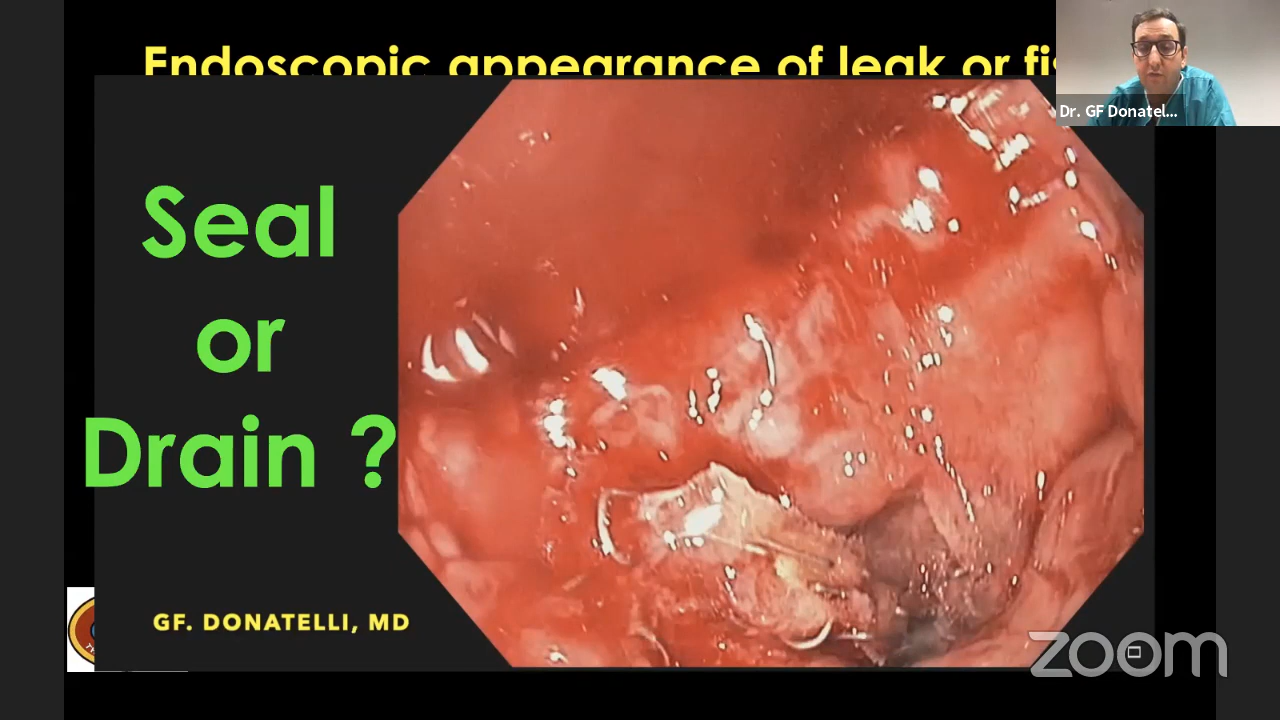 Endoscopic appearance of leak or fis
Dr. GF Donatel...
Seal
or
Drain ?
GF. DONATELLI, MD
zoom